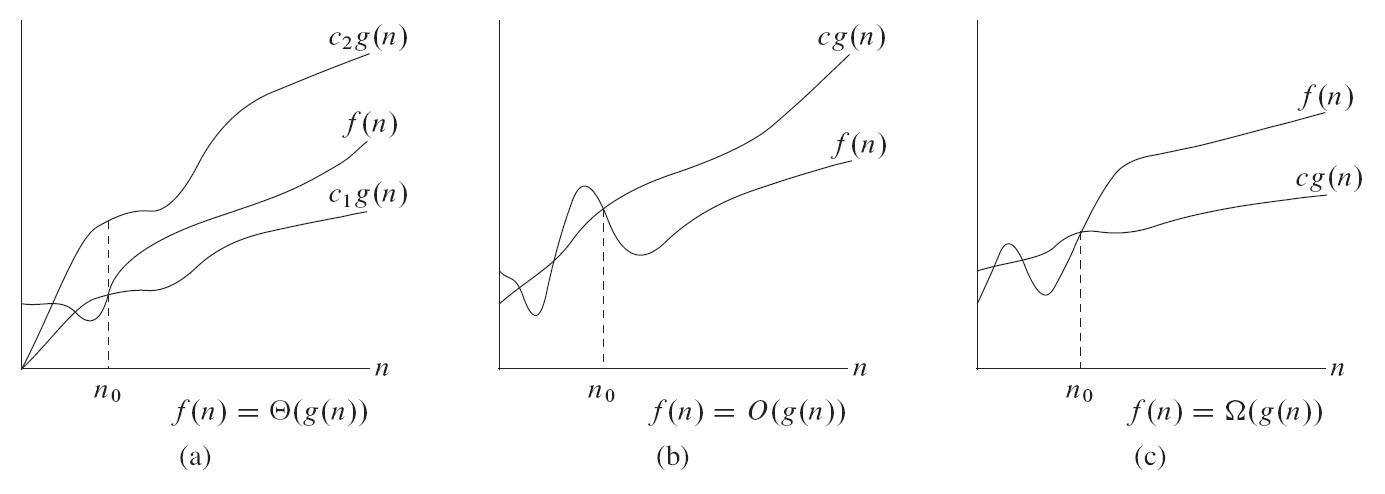 c₂g(n)
f(n)
c₁g(n)
n
n₀
f(n) = Θ(g(n))
(a)
cg(n)
f(n)
n
n₀
f(n) = O(g(n))
(b)
f(n)
cg(n)
n
n₀
f(n) = Ω(g(n))
(c)